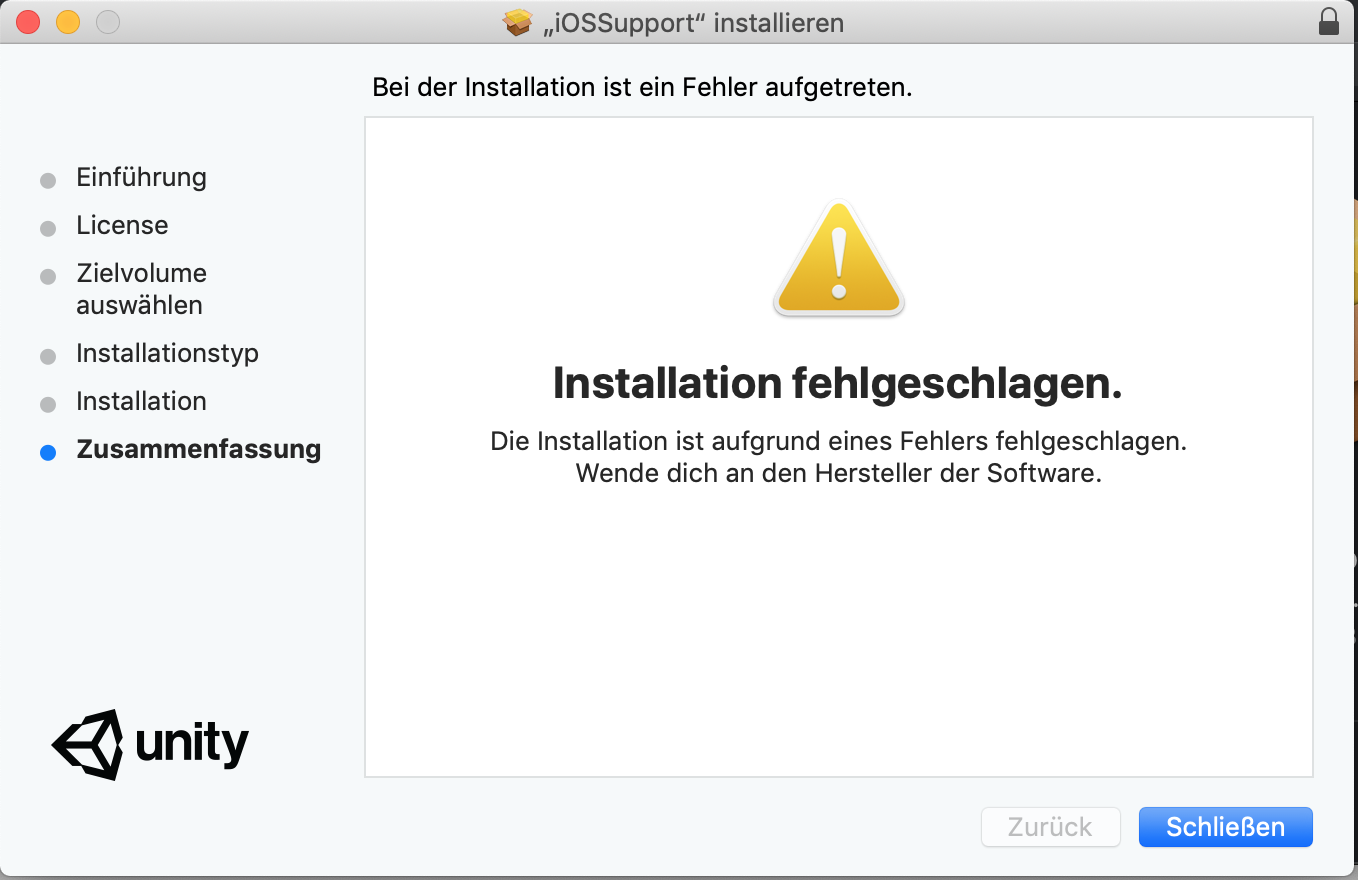 „iOSSupport“ installieren
Bei der Installation ist ein Fehler aufgetreten.
Einführung
License
Zielvolume
auswählen
Installationstyp
Installation
Zusammenfassung
Installation fehlgeschlagen.
Die Installation ist aufgrund eines Fehlers fehlgeschlagen.
Wende dich an den Hersteller der Software.
unity
Zurück
Schließen